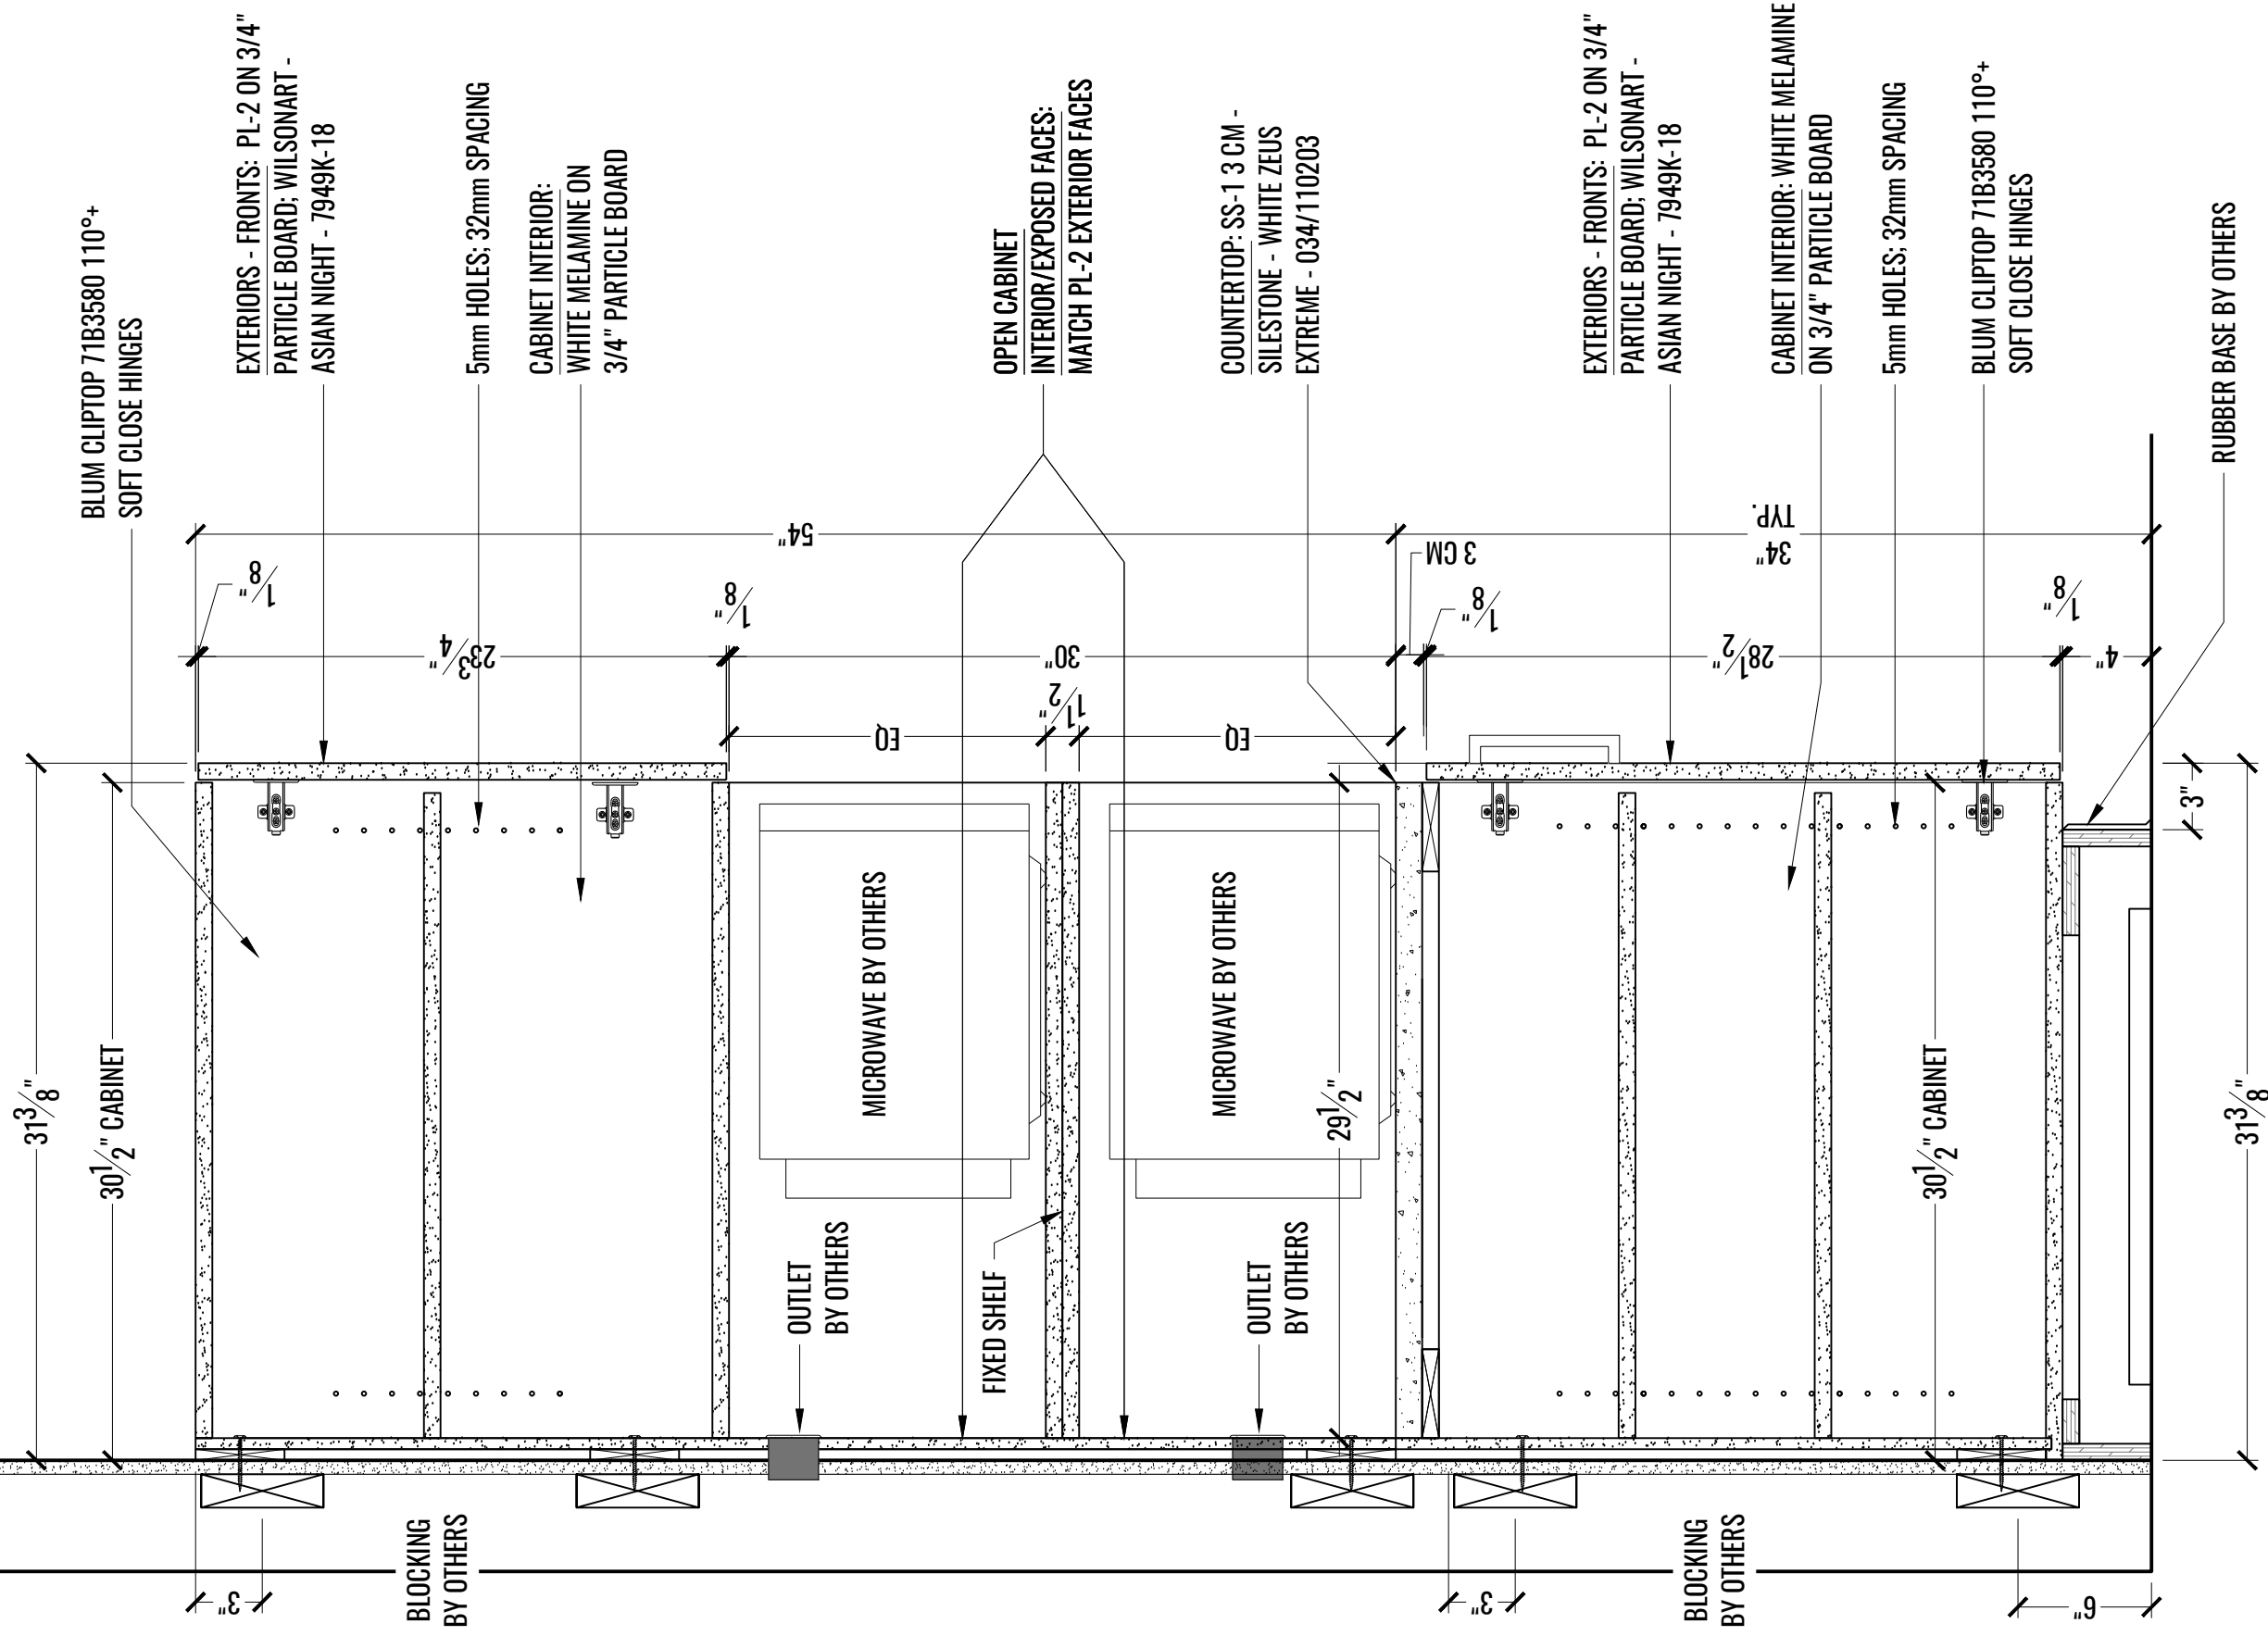 BLUM CLIPTOP 71B3580 110°+
SOFT CLOSE HINGES
EXTERIORS - FRONTS: PL-2 ON 3/4"
PARTICLE BOARD; WILSONART -
ASIAN NIGHT - 7949K-18
5mm HOLES; 32mm SPACING
CABINET INTERIOR:
WHITE MELAMINE ON
3/4" PARTICLE BOARD
OPEN CABINET
INTERIOR/EXPOSED FACES:
MATCH PL-2 EXTERIOR FACES
COUNTERTOP: SS-1 3 CM -
SILESTONE - WHITE ZEUS
EXTREME - 034/110203
EXTERIORS - FRONTS: PL-2 ON 3/4"
PARTICLE BOARD; WILSONART -
ASIAN NIGHT - 7949K-18
CABINET INTERIOR: WHITE MELAMINE
ON 3/4" PARTICLE BOARD
5mm HOLES; 32mm SPACING
BLUM CLIPTOP 71B3580 110°+
SOFT CLOSE HINGES
RUBBER BASE BY OTHERS
54"
34"
TYP.
3 CM
1/8"
23 3/4"
1/8"
30"
1/8"
28 1/2"
1/8"
4"
EQ
1 1/2"
EQ
31 3/8"
30 1/2" CABINET
MICROWAVE BY OTHERS
MICROWAVE BY OTHERS
29 1/2"
30 1/2" CABINET
3"
31 3/8"
OUTLET
BY OTHERS
FIXED SHELF
OUTLET
BY OTHERS
BLOCKING
BY OTHERS
BLOCKING
BY OTHERS
3"
3"
6"